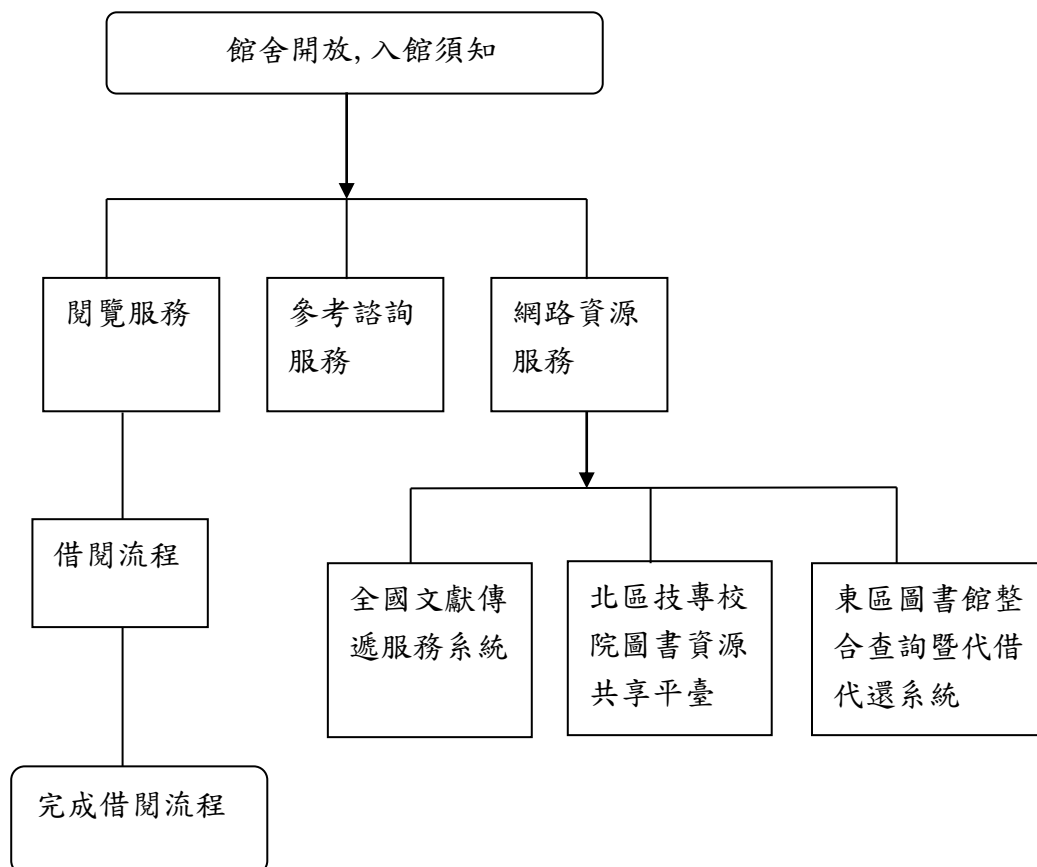 館舍開放, 入館須知
閱覽服務
參考諮詢
服務
網路資源
服務
借閱流程
全國文獻傳
遞服務系統
北區技專校
院圖書資源
共享平臺
東區圖書館整
合查詢暨代借
代還系統
完成借閱流程